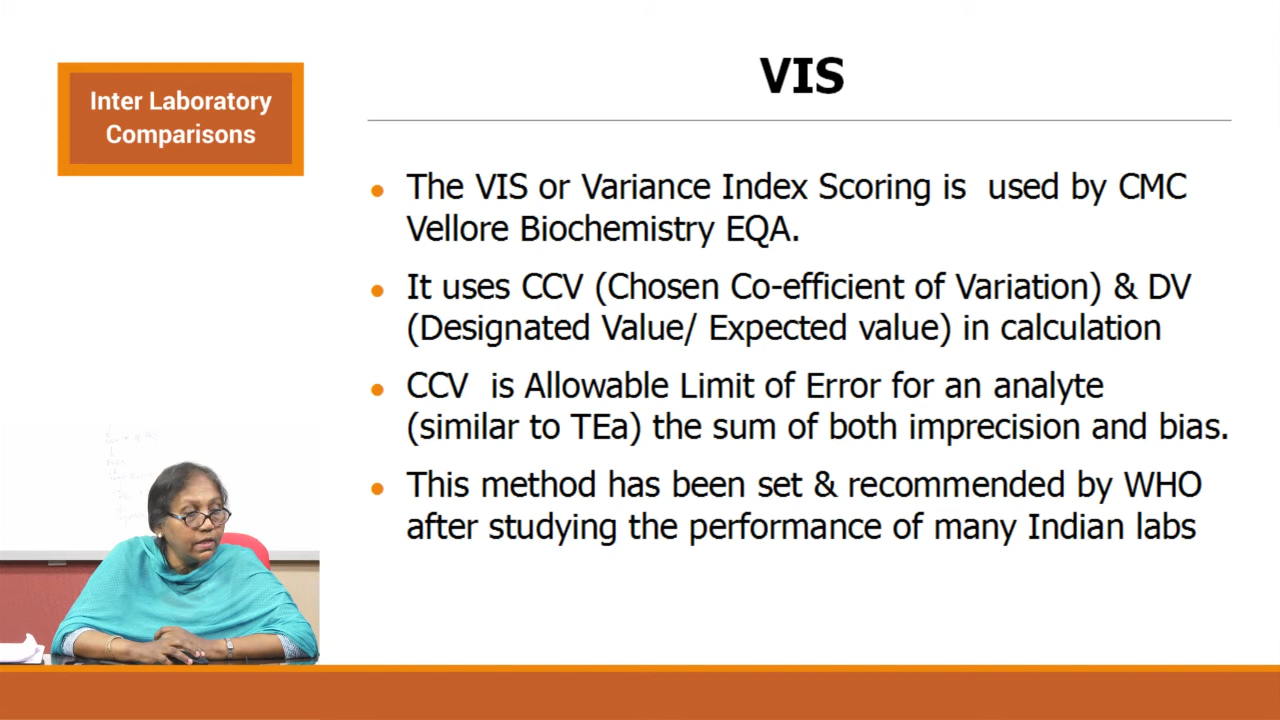 Inter Laboratory
Comparisons
VIS
The VIS or Variance Index Scoring is used by CMC
Vellore Biochemistry EQA.
It uses CCV (Chosen Co-efficient of Variation) & DV
(Designated Value/ Expected value) in calculation
CCV is Allowable Limit of Error for an analyte
(similar to TEa) the sum of both imprecision and bias.
This method has been set & recommended by WHO
after studying the performance of many Indian labs